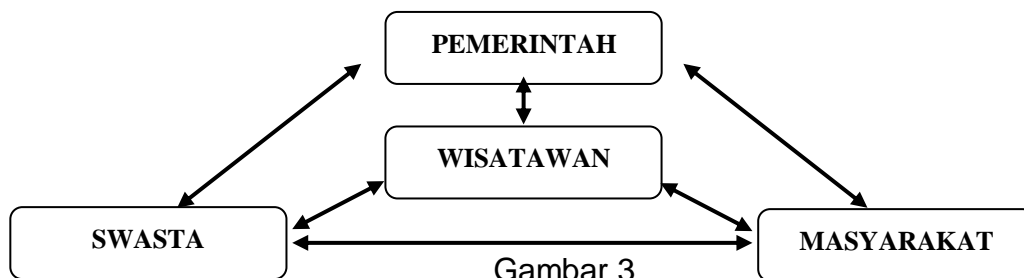 PEMERINTAH
WISATAWAN
SWASTA
MASYARAKAT
Gambar 3